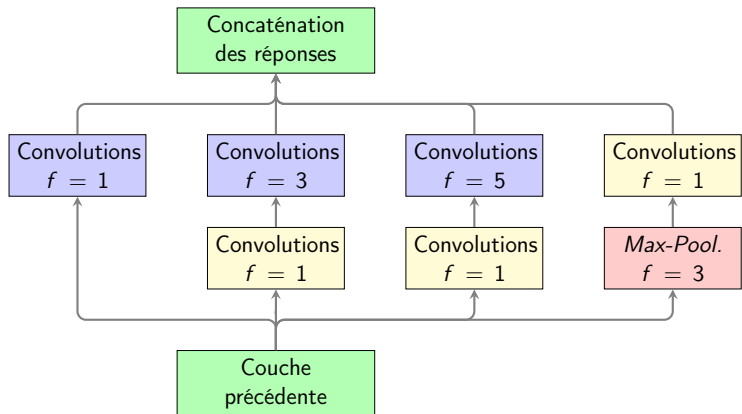 Concaténation
des réponses
Convolutions
f = 1
Convolutions
f = 3
Convolutions
f = 5
Convolutions
f = 1
Convolutions
f = 1
Convolutions
f = 1
Max-Pool.
f = 3
Couche
précédente